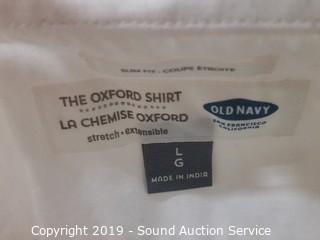 SLIM FIT - COUPE ÉTROITE
THE OXFORD SHIRT
LA CHEMISE OXFORD
stretch • extensible
OLD NAVY
SAN FRANCISCO
CALIFORNIA
L
G
MADE IN INDIA
Copyright 2019 - Sound Auction Service